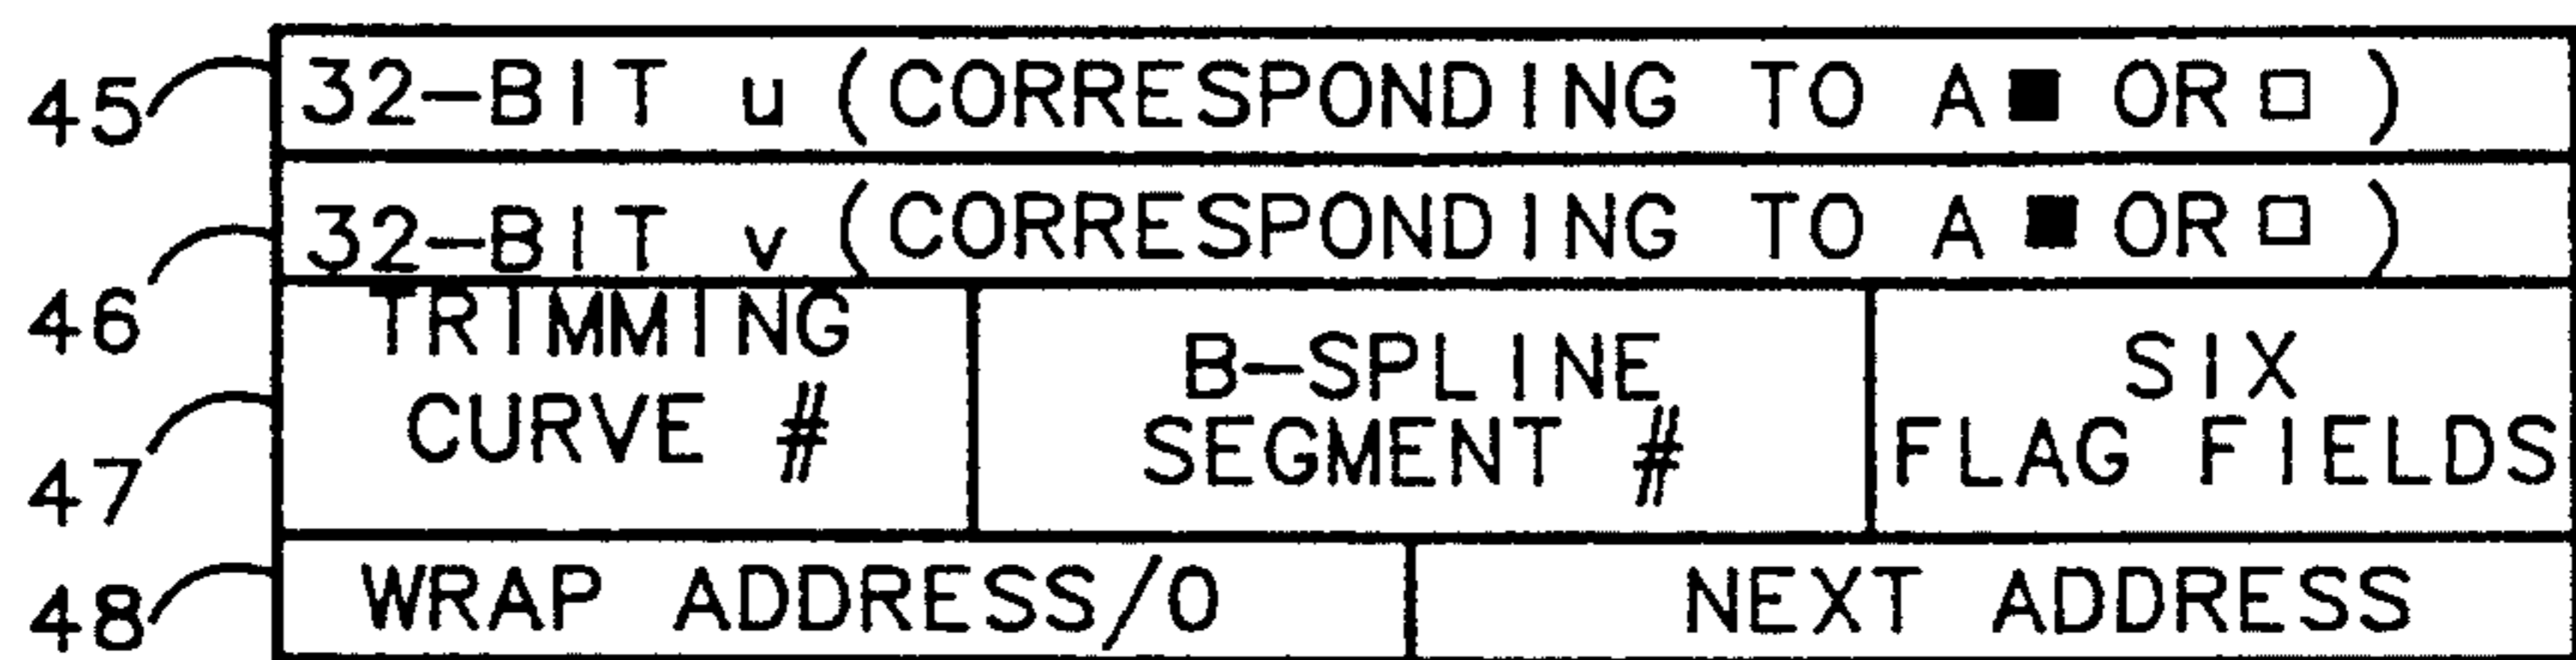 45 32-BIT u (CORRESPONDING TO A ■ OR □ )
46 32-BIT v (CORRESPONDING TO A ■ OR □ )
47
TRIMMING
CURVE #
B-SPLINE
SEGMENT #
SIX
FLAG FIELDS
48 WRAP ADDRESS/0 NEXT ADDRESS